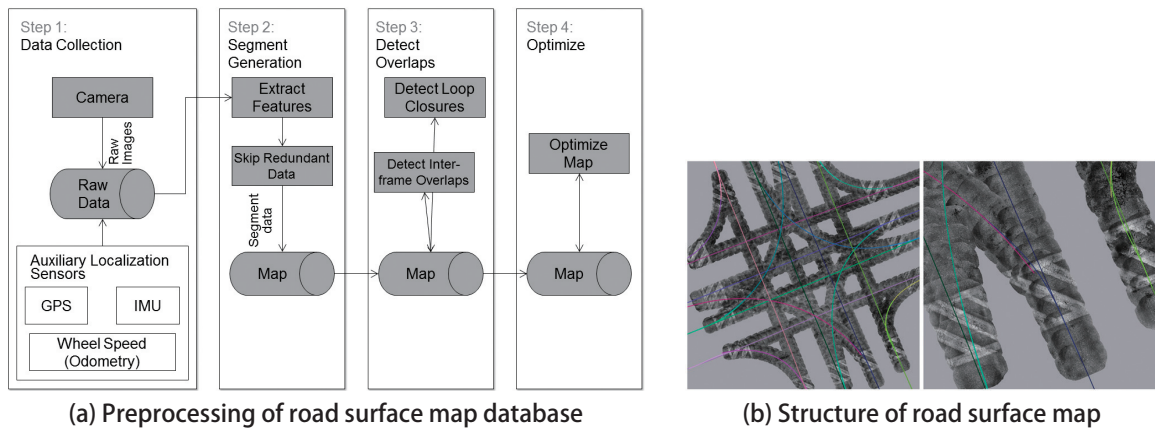 Step 1:
Data Collection
Camera
Raw
Images
Raw
Data
Auxiliary Localization
Sensors
GPS
IMU
Wheel Speed
(Odometry)
Step 2:
Segment
Generation
Extract
Features
Skip Redundant
Data
Segment
data
Map
Step 3:
Detect
Overlaps
Detect Loop
Closures
Detect Inter-
frame Overlaps
Map
Step 4:
Optimize
Optimize
Map
Map
(a) Preprocessing of road surface map database
(b) Structure of road surface map